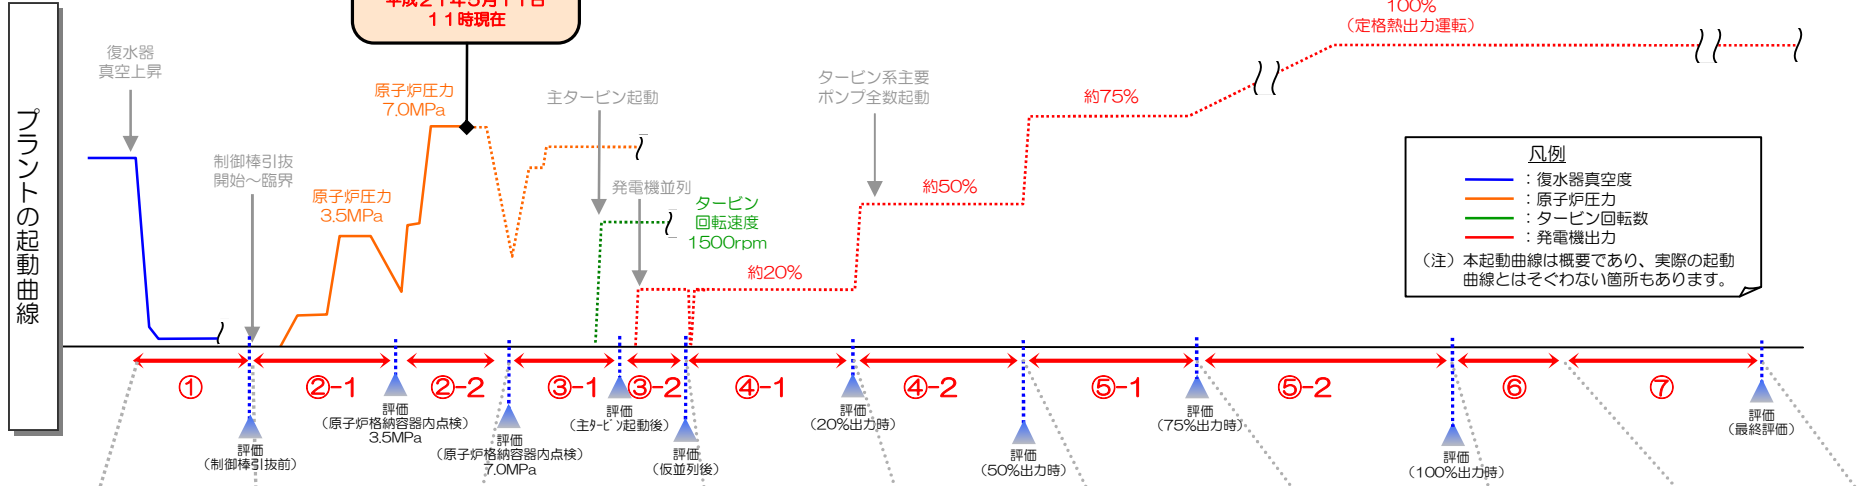 プラントの起動曲線
平成21年5月11日
11時現在
復水器
真空上昇
制御棒引抜
開始～臨界
原子炉圧力
3.5MPa
原子炉圧力
7.0MPa
主タービン起動
発電機並列
タービン
回転速度
1500rpm
約20%
タービン系主要
ポンプ全数起動
約50%
約75%
100%
（定格熱出力運転）
凡例
：復水器真空度
：原子炉圧力
：タービン回転数
：発電機出力
（注）本起動曲線は概要であり、実際の起動
曲線とはそぐわない箇所もあります。
①
②-1
②-2
③-1
③-2
④-1
④-2
⑤-1
⑤-2
⑥
⑦
評価
（制御棒引抜前）
評価
（原子炉格納容器内点検）
3.5MPa
評価
（原子炉格納容器内点検）
7.0MPa
評価
（主ﾀｰﾋﾞﾝ起動後）
評価
（仮並列後）
評価
（20%出力時）
評価
（50%出力時）
評価
（75%出力時）
評価
（100%出力時）
評価
（最終評価）